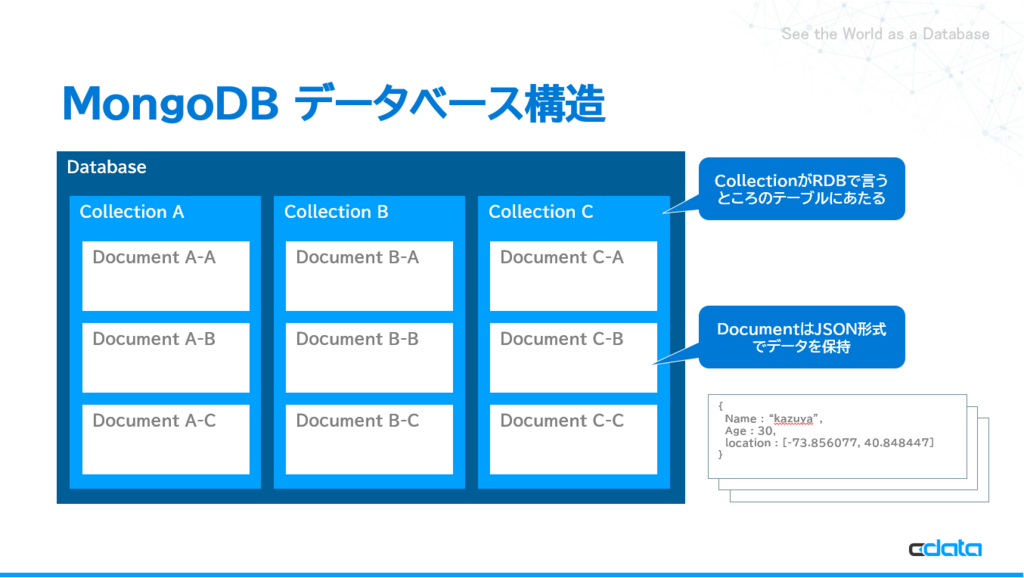 See the World as a Database
MongoDB データベース構造
Database
Collection A
Document A-A
Document A-B
Document A-C
Collection B
Document B-A
Document B-B
Document B-C
Collection C
Document C-A
Document C-B
Document C-C
CollectionがRDBで言う
ところのテーブルにあたる
DocumentはJSON形式
でデータを保持
{
Name : “kazuya”,
Age : 30,
location : [-73.856077, 40.848447]
}
cdata